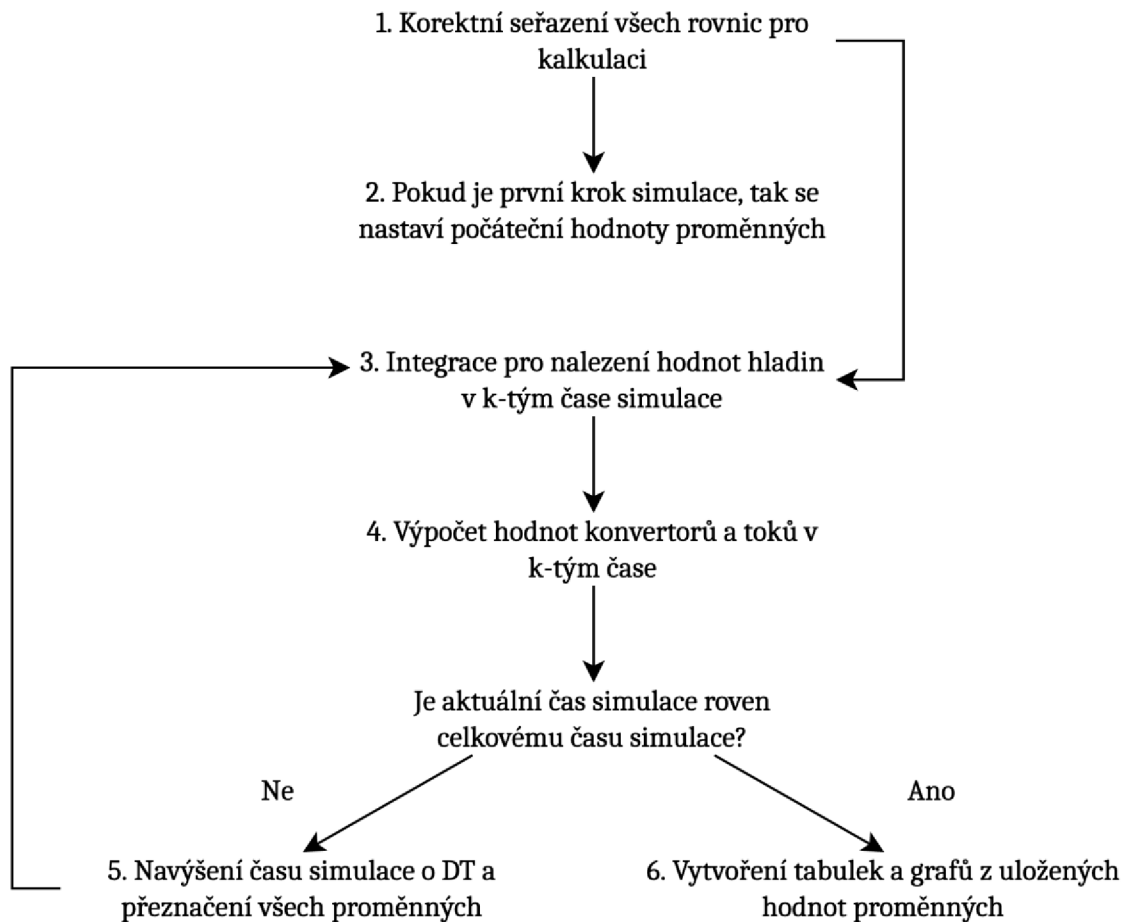 1. Korektní seřazení všech rovnic pro
kalkulaci
2. Pokud je první krok simulace, tak se
nastaví počáteční hodnoty proměnných
3. Integrace pro nalezení hodnot hladin
v k-tým čase simulace
4. Výpočet hodnot konvertorů a toků v
k-tým čase
Je aktuální čas simulace roven
celkovému času simulace?
Ne
Ano
5. Navýšení času simulace o DT a
přeznačení všech proměnných
6. Vytvoření tabulek a grafů z uložených
hodnot proměnných